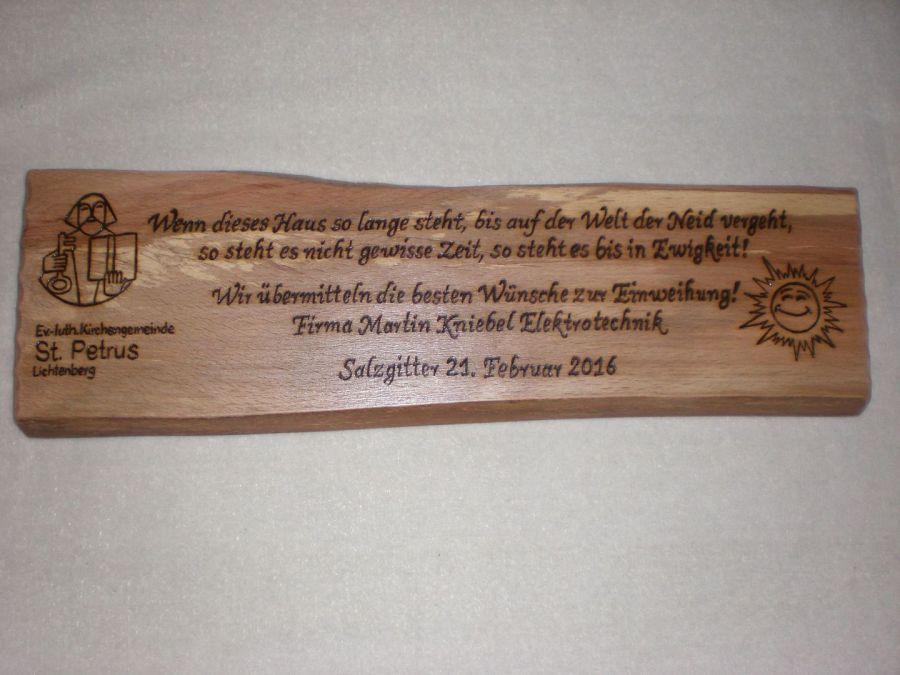 Wenn dieses Haus so lange steht, bis auf der Welt der Neid vergeht,
so steht es nicht gewisse Zeit, so steht es bis in Ewigkeit!
Wir übermitteln die besten Wünsche zur Einweihung!
Firma Martin Kniebel Elektrotechnik
Salzgitter 21. Februar 2016
Ev.-luth. Kirchengemeinde
St. Petrus
Lichtenberg